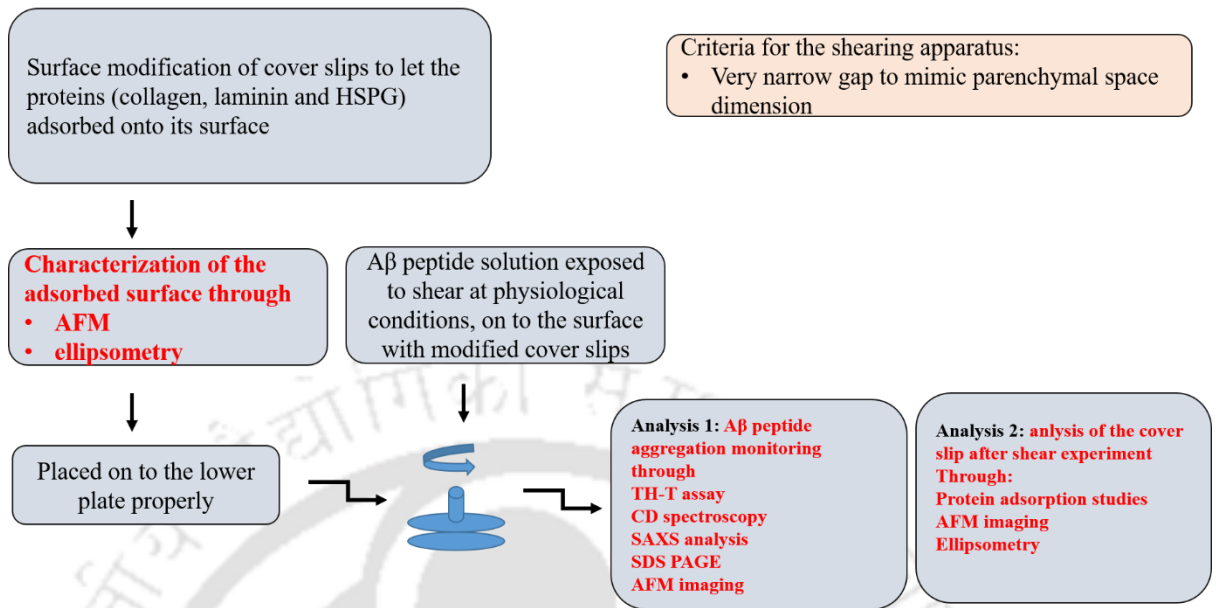 Surface modification of cover slips to let the
proteins (collagen, laminin and HSPG)
adsorbed onto its surface
Criteria for the shearing apparatus:
• Very narrow gap to mimic parenchymal space
dimension
Characterization of the
adsorbed surface through
• AFM
• ellipsometry
Aβ peptide solution exposed
to shear at physiological
conditions, on to the surface
with modified cover slips
Placed on to the lower
plate properly
Analysis 1: Aβ peptide
aggregation monitoring
through
TH-T assay
CD spectroscopy
SAXS analysis
SDS PAGE
AFM imaging
Analysis 2: anlysis of the cover
slip after shear experiment
Through:
Protein adsorption studies
AFM imaging
Ellipsometry